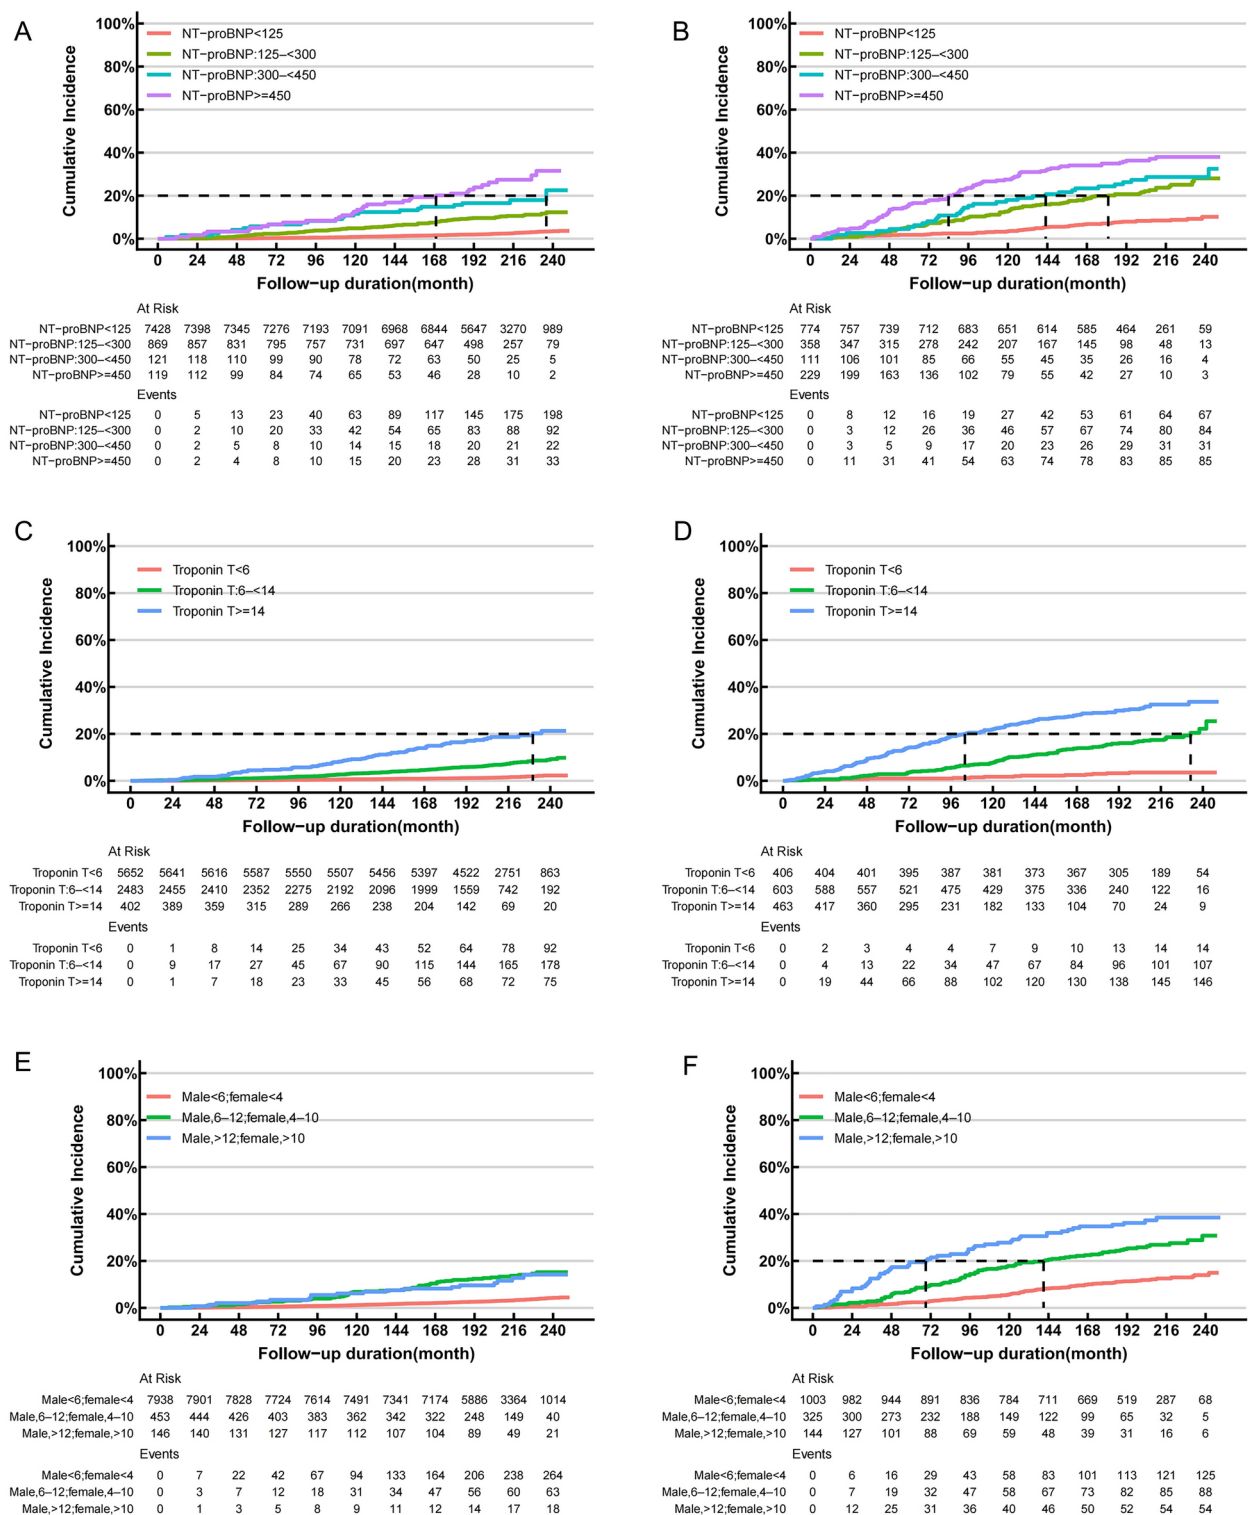 A
100%
80%
60%
40%
20%
0%
Cumulative Incidence
NT−proBNP<125
NT−proBNP:125−<300
NT−proBNP:300−<450
NT−proBNP>=450
0 24 48 72 96 120 144 168 192 216 240
Follow−up duration(month)
At Risk
NT−proBNP<125 7428 7398 7345 7276 7193 7091 6968 6844 5647 3270 989
NT−proBNP:125−<300 869 857 831 795 757 731 697 647 498 257 79
NT−proBNP:300−<450 121 118 110 99 90 78 72 63 50 25 5
NT−proBNP>=450 119 112 99 84 74 65 53 46 28 10 2
Events
NT−proBNP<125 0 5 13 23 40 63 89 117 145 175 198
NT−proBNP:125−<300 0 2 10 20 33 42 54 65 83 88 92
NT−proBNP:300−<450 0 2 5 8 10 14 15 18 20 21 22
NT−proBNP>=450 0 2 4 8 10 15 20 23 28 31 33
B
100%
80%
60%
40%
20%
0%
Cumulative Incidence
NT−proBNP<125
NT−proBNP:125−<300
NT−proBNP:300−<450
NT−proBNP>=450
0 24 48 72 96 120 144 168 192 216 240
Follow−up duration(month)
At Risk
NT−proBNP<125 774 757 739 712 683 651 614 585 464 261 59
NT−proBNP:125−<300 358 347 315 278 242 207 167 145 98 48 13
NT−proBNP:300−<450 111 106 101 85 66 55 45 35 26 16 4
NT−proBNP>=450 229 199 163 136 102 79 55 42 27 10 3
Events
NT−proBNP<125 0 8 12 16 19 27 42 53 61 64 67
NT−proBNP:125−<300 0 3 12 26 36 46 57 67 74 80 84
NT−proBNP:300−<450 0 3 5 9 17 20 23 26 29 31 31
NT−proBNP>=450 0 11 31 41 54 63 74 78 83 85 85
C
100%
80%
60%
40%
20%
0%
Cumulative Incidence
Troponin T<6
Troponin T:6−<14
Troponin T>=14
0 24 48 72 96 120 144 168 192 216 240
Follow−up duration(month)
At Risk
Troponin T<6 5652 5641 5616 5587 5550 5507 5456 5397 4522 2751 863
Troponin T:6−<14 2483 2455 2410 2352 2275 2192 2096 1999 1559 742 192
Troponin T>=14 402 389 359 315 289 266 238 204 142 69 20
Events
Troponin T<6 0 1 8 14 25 34 43 52 64 78 92
Troponin T:6−<14 0 9 17 27 45 67 90 115 144 165 178
Troponin T>=14 0 1 7 18 23 33 45 56 68 72 75
D
100%
80%
60%
40%
20%
0%
Cumulative Incidence
Troponin T<6
Troponin T:6−<14
Troponin T>=14
0 24 48 72 96 120 144 168 192 216 240
Follow−up duration(month)
At Risk
Troponin T<6 406 404 401 395 387 381 373 367 305 189 54
Troponin T:6−<14 603 588 557 521 475 429 375 336 240 122 16
Troponin T>=14 463 417 360 295 231 182 133 104 70 24 9
Events
Troponin T<6 0 2 3 4 4 7 9 10 13 14 14
Troponin T:6−<14 0 4 13 22 34 47 67 84 96 101 107
Troponin T>=14 0 19 44 66 88 102 120 130 138 145 146
E
100%
80%
60%
40%
20%
0%
Cumulative Incidence
Male<6;female<4
Male,6−12;female,4−10
Male,>12;female,>10
0 24 48 72 96 120 144 168 192 216 240
Follow−up duration(month)
At Risk
Male<6;female<4 7938 7901 7828 7724 7614 7491 7341 7174 5886 3364 1014
Male,6−12;female,4−10 453 444 426 403 383 362 342 322 248 149 40
Male,>12;female,>10 146 140 131 127 117 112 107 104 89 49 21
Events
Male<6;female<4 0 7 22 42 67 94 133 164 206 238 264
Male,6−12;female,4−10 0 3 7 12 18 31 34 47 56 60 63
Male,>12;female,>10 0 1 3 5 8 9 11 12 14 17 18
F
100%
80%
60%
40%
20%
0%
Cumulative Incidence
Male<6;female<4
Male,6−12;female,4−10
Male,>12;female,>10
0 24 48 72 96 120 144 168 192 216 240
Follow−up duration(month)
At Risk
Male<6;female<4 1003 982 944 891 836 784 711 669 519 287 68
Male,6−12;female,4−10 325 300 273 232 188 149 122 99 65 32 5
Male,>12;female,>10 144 127 101 88 69 59 48 39 31 16 6
Events
Male<6;female<4 0 6 16 29 43 58 83 101 113 121 125
Male,6−12;female,4−10 0 7 19 32 47 58 67 73 82 85 88
Male,>12;female,>10 0 12 25 31 36 40 46 50 52 54 54